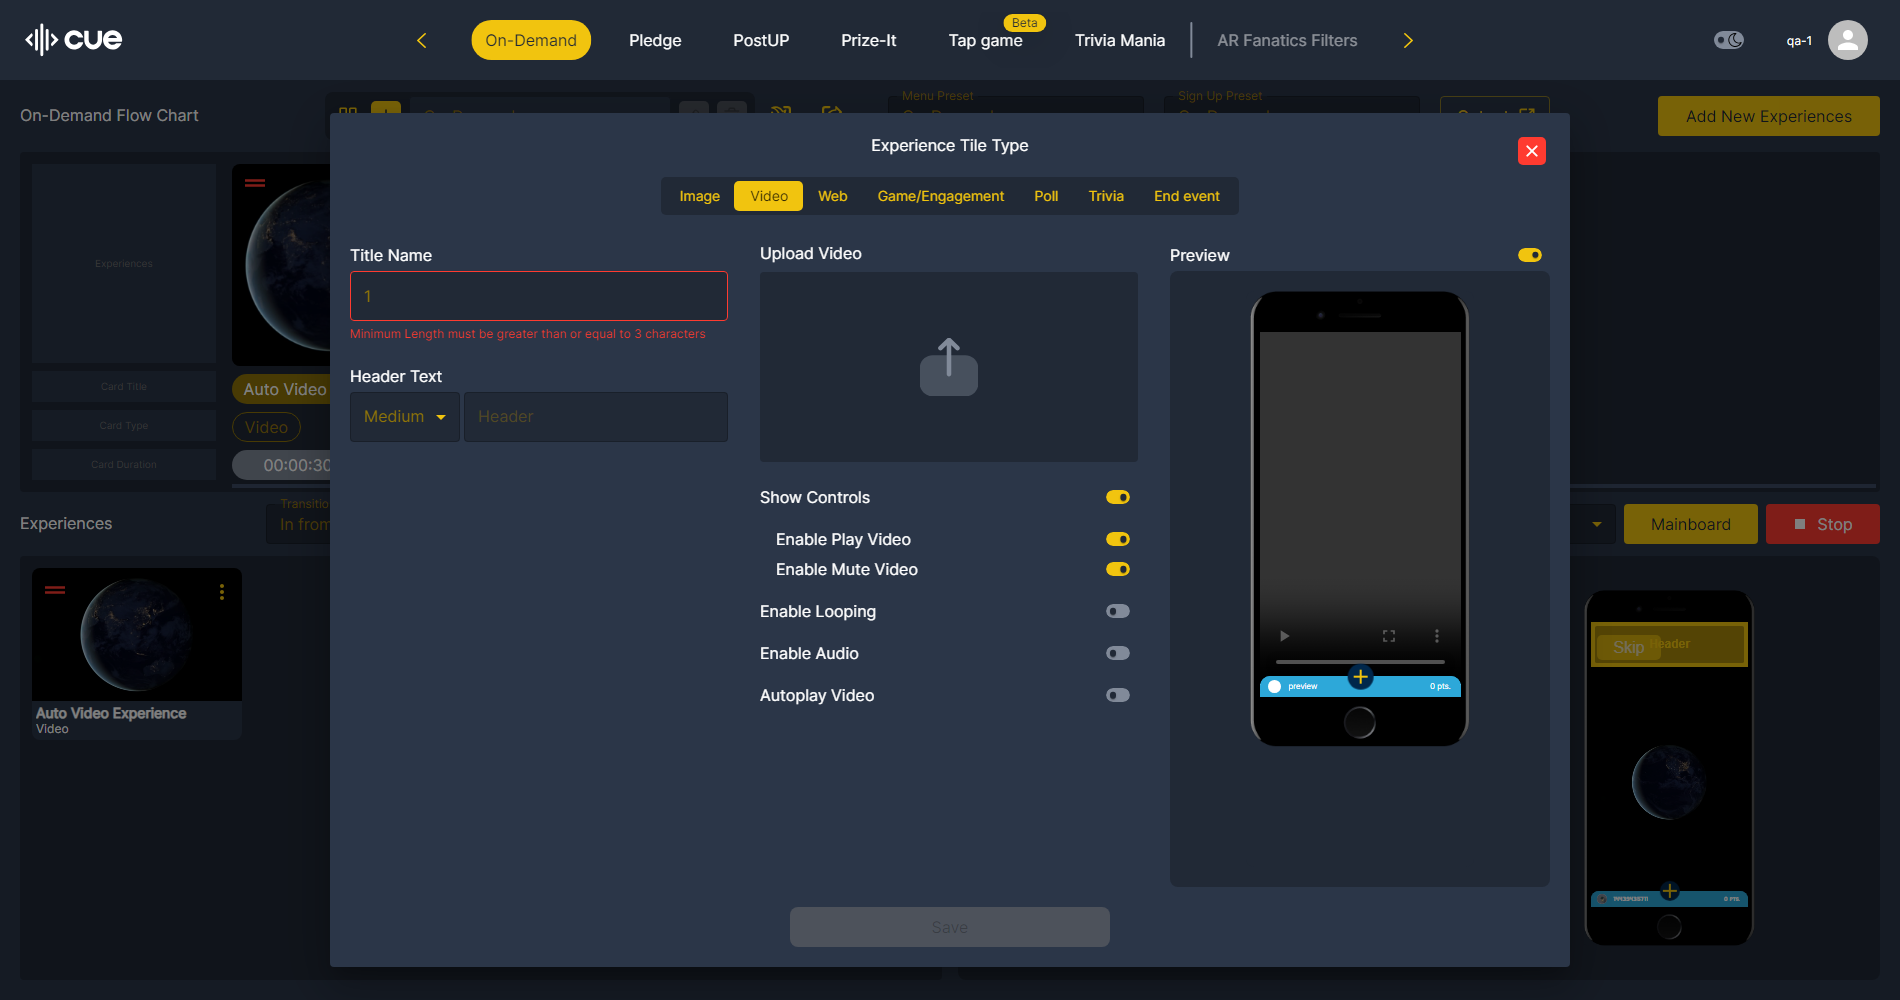 cue
On-Demand
Pledge
PostUP
Prize-It
Beta
Tap game
Trivia Mania
AR Fanatics Filters
qa-1
On-Demand Flow Chart
Menu Preset
Sign Up Preset
Add New Experiences
Experience Tile Type
Image
Video
Web
Game/Engagement
Poll
Trivia
End event
Experiences
Card Title
Card Type
Card Duration
Auto Video
Video
00:00:30
Title Name
1
Minimum Length must be greater than or equal to 3 characters
Header Text
Medium
Header
Upload Video
Show Controls
Enable Play Video
Enable Mute Video
Enable Looping
Enable Audio
Autoplay Video
Preview
preview
0 pts.
Save
Transitio
In from
Experiences
Mainboard
Stop
Auto Video Experience
Video
Skip
Header
0 PTS.